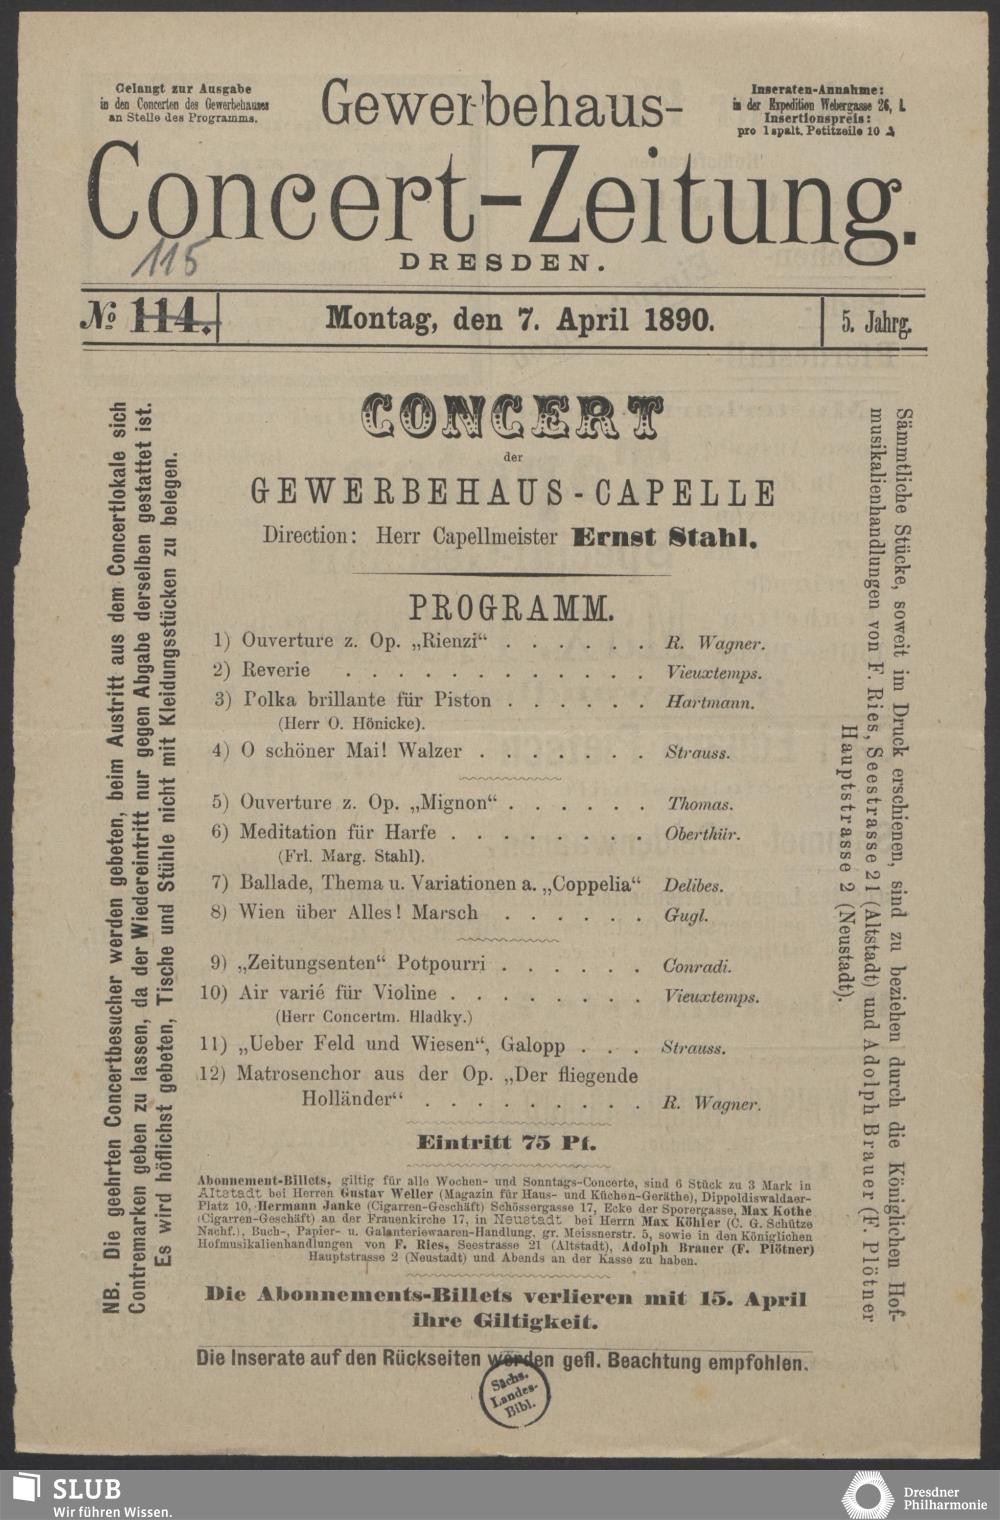 Gelangt zur Ausgabe
in den Concerten des Gewerbehauses
an Stelle des Programms.
Gewerbehaus-
Inseraten-Annahme:
in der Expedition Webergasse 26, I.
Insertionspreis:
pro 1spalt. Petitzeile 10 ₰
Concert-Zeitung.
115
DRESDEN.
№ 114.
Montag, den 7. April 1890.
5. Jahrg.
NB. Die geehrten Concertbesucher werden gebeten, beim Austritt aus dem Concertlokale sich
Contremarken geben zu lassen, da der Wiedereintritt nur gegen Abgabe derselben gestattet ist.
Es wird höflichst gebeten, Tische und Stühle nicht mit Kleidungsstücken zu belegen.
CONCERT
der
GEWERBEHAUS-CAPELLE
Direction: Herr Capellmeister Ernst Stahl.
PROGRAMM.
1) Ouverture z. Op. „Rienzi“ . . . . . . R. Wagner.
2) Reverie . . . . . . . . . . . . Vieuxtemps.
3) Polka brillante für Piston . . . . . . Hartmann.
(Herr O. Hönicke).
4) O schöner Mai! Walzer . . . . . . . Strauss.
5) Ouverture z. Op. „Mignon“ . . . . . . Thomas.
6) Meditation für Harfe . . . . . . . . Oberthür.
(Frl. Marg. Stahl).
7) Ballade, Thema u. Variationen a. „Coppelia“ Delibes.
8) Wien über Alles! Marsch . . . . . . Gugl.
9) „Zeitungsenten“ Potpourri . . . . . . Conradi.
10) Air varié für Violine . . . . . . . . Vieuxtemps.
(Herr Concertm. Hladky.)
11) „Ueber Feld und Wiesen“, Galopp . . . Strauss.
12) Matrosenchor aus der Op. „Der fliegende
Holländer“ . . . . . . . . . R. Wagner.
Eintritt 75 Pf.
Abonnement-Billets, giltig für alle Wochen- und Sonntags-Concerte, sind 6 Stück zu 3 Mark in
Altstadt bei Herren Gustav Weller (Magazin für Haus- und Küchen-Geräthe), Dippoldiswaldaer-
Platz 10, Hermann Janke (Cigarren-Geschäft) Schössergasse 17, Ecke der Sporergasse, Max Kothe
(Cigarren-Geschäft) an der Frauenkirche 17, in Neustadt bei Herrn Max Köhler (C. G. Schütze
Nachf.), Buch-, Papier- u. Galanteriewaaren-Handlung, gr. Meissnerstr. 5, sowie in den Königlichen
Hofmusikalienhandlungen von F. Ries, Seestrasse 21 (Altstadt), Adolph Brauer (F. Plötner)
Hauptstrasse 2 (Neustadt) und Abends an der Kasse zu haben.
Die Abonnements-Billets verlieren mit 15. April
ihre Giltigkeit.
Die Inserate auf den Rückseiten werden gefl. Beachtung empfohlen.
Sämmtliche Stücke, soweit im Druck erschienen, sind zu beziehen durch die Königlichen Hof-
musikalienhandlungen von F. Ries, Seestrasse 21 (Altstadt) und Adolph Brauer (F. Plötner
Hauptstrasse 2 (Neustadt).
Sächs.
Landes-
Bibl.
SLUB
Wir führen Wissen.
Dresdner
Philharmonie